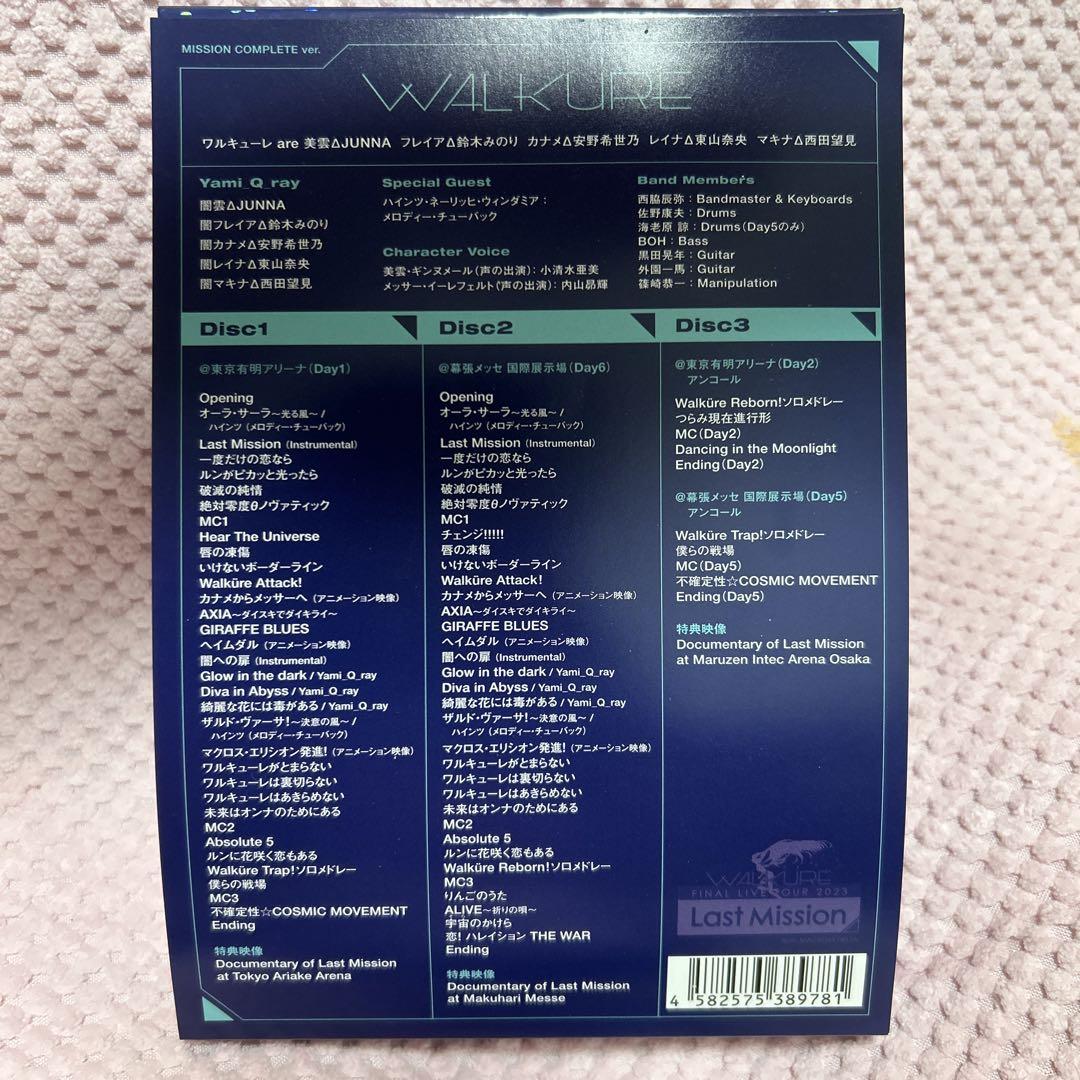 MISSION COMPLETE ver.
WALKÜRE
ワルキューレ are 美雲ΔJUNNA フレイアΔ鈴木みのり カナメΔ安野希世乃 レイナΔ東山奈央 マキナΔ西田望見
Yami_Q_ray
闇雲ΔJUNNA
闇フレイアΔ鈴木みのり
闇カナメΔ安野希世乃
闇レイナΔ東山奈央
闇マキナΔ西田望見
Special Guest
ハインツ・ネーリッヒ・ウィンダミア：
メロディー・チューバック
Character Voice
美雲・ギンヌメール(声の出演)：小清水亜美
メッサー・イーレフェルト(声の出演)：内山昂輝
Band Members
西脇辰弥：Bandmaster & Keyboards
佐野康夫：Drums
海老原 諒：Drums(Day5のみ)
BOH：Bass
黒田晃年：Guitar
外園一馬：Guitar
篠崎恭一：Manipulation
Disc1
@東京有明アリーナ(Day1)
Opening
オーラ・サーラ〜光る風〜 /
ハインツ (メロディー・チューバック)
Last Mission (Instrumental)
一度だけの恋なら
ルンがピカッと光ったら
破滅の純情
絶対零度θノヴァティック
MC1
Hear The Universe
唇の凍傷
いけないボーダーライン
Walküre Attack!
カナメからメッサーへ (アニメーション映像)
AXIA〜ダイスキでダイキライ〜
GIRAFFE BLUES
ヘイムダル (アニメーション映像)
闇への扉 (Instrumental)
Glow in the dark / Yami_Q_ray
Diva in Abyss / Yami_Q_ray
綺麗な花には毒がある / Yami_Q_ray
ザルド・ヴァーサ!〜決意の風〜 /
ハインツ (メロディー・チューバック)
マクロス・エリシオン発進! (アニメーション映像)
ワルキューレがとまらない
ワルキューレは裏切らない
ワルキューレはあきらめない
未来はオンナのためにある
MC2
Absolute 5
ルンに花咲く恋もある
Walküre Trap!ソロメドレー
僕らの戦場
MC3
不確定性☆COSMIC MOVEMENT
Ending
特典映像
Documentary of Last Mission
at Tokyo Ariake Arena
Disc2
@幕張メッセ 国際展示場(Day6)
Opening
オーラ・サーラ〜光る風〜 /
ハインツ (メロディー・チューバック)
Last Mission (Instrumental)
一度だけの恋なら
ルンがピカッと光ったら
破滅の純情
絶対零度θノヴァティック
MC1
チェンジ!!!!!
唇の凍傷
いけないボーダーライン
Walküre Attack!
カナメからメッサーへ (アニメーション映像)
AXIA〜ダイスキでダイキライ〜
GIRAFFE BLUES
ヘイムダル (アニメーション映像)
闇への扉 (Instrumental)
Glow in the dark / Yami_Q_ray
Diva in Abyss / Yami_Q_ray
綺麗な花には毒がある / Yami_Q_ray
ザルド・ヴァーサ!〜決意の風〜 /
ハインツ (メロディー・チューバック)
マクロス・エリシオン発進! (アニメーション映像)
ワルキューレがとまらない
ワルキューレは裏切らない
ワルキューレはあきらめない
未来はオンナのためにある
MC2
Absolute 5
ルンに花咲く恋もある
Walküre Reborn!ソロメドレー
MC3
りんごのうた
ALIVE〜祈りの唄〜
宇宙のかけら
恋! ハレイション THE WAR
Ending
特典映像
Documentary of Last Mission
at Makuhari Messe
Disc3
@東京有明アリーナ(Day2)
アンコール
Walküre Reborn!ソロメドレー
つらみ現在進行形
MC(Day2)
Dancing in the Moonlight
Ending(Day2)
@幕張メッセ 国際展示場(Day5)
アンコール
Walküre Trap!ソロメドレー
僕らの戦場
MC(Day5)
不確定性☆COSMIC MOVEMENT
Ending(Day5)
特典映像
Documentary of Last Mission
at Maruzen Intec Arena Osaka
WALKÜRE
FINAL LIVE TOUR 2023
Last Mission
4 582575 389781